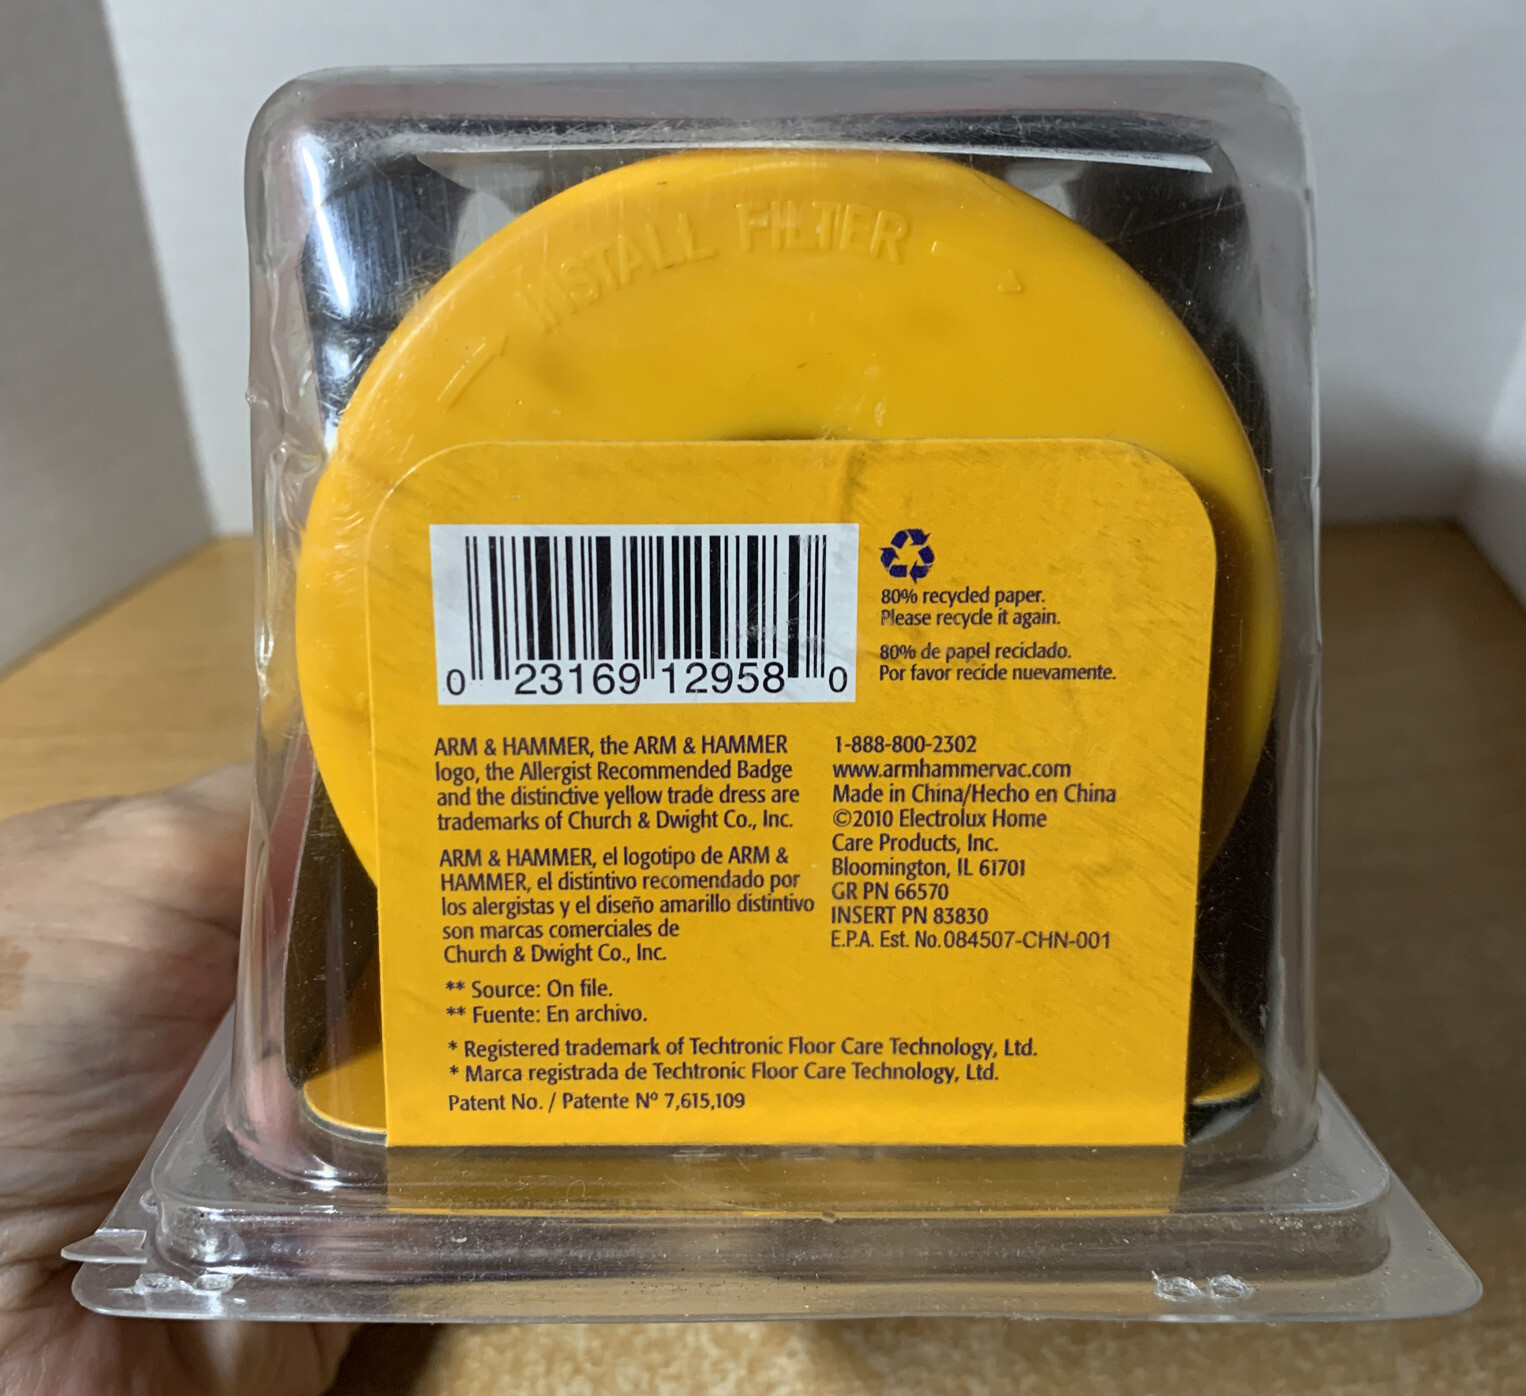 INSTALL FILTER
0 23169 12958 0
80% recycled paper.
Please recycle it again.
80% de papel reciclado.
Por favor recicle nuevamente.
ARM & HAMMER, the ARM & HAMMER
logo, the Allergist Recommended Badge
and the distinctive yellow trade dress are
trademarks of Church & Dwight Co., Inc.
ARM & HAMMER, el logotipo de ARM &
HAMMER, el distintivo recomendado por
los alergistas y el diseño amarillo distintivo
son marcas comerciales de
Church & Dwight Co., Inc.
** Source: On file.
** Fuente: En archivo.
1-888-800-2302
www.armhammervac.com
Made in China/Hecho en China
©2010 Electrolux Home
Care Products, Inc.
Bloomington, IL 61701
GR PN 66570
INSERT PN 83830
E.P.A. Est. No.084507-CHN-001
* Registered trademark of Techtronic Floor Care Technology, Ltd.
* Marca registrada de Techtronic Floor Care Technology, Ltd.
Patent No. / Patente Nº 7,615,109